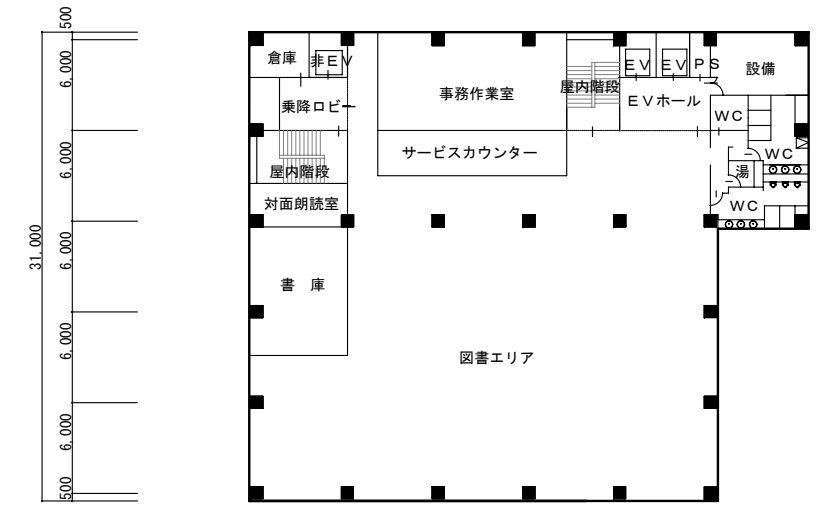 500
6,000
6,000
6,000
6,000
6,000
500
31,000
倉庫
非ＥＶ
乗降ロビー
屋内階段
対面朗読室
書　庫
事務作業室
サービスカウンター
屋内階段
ＥＶ
ＥＶ
ＰＳ
ＥＶホール
設備
ＷＣ
ＷＣ
湯
ＷＣ
図書エリア